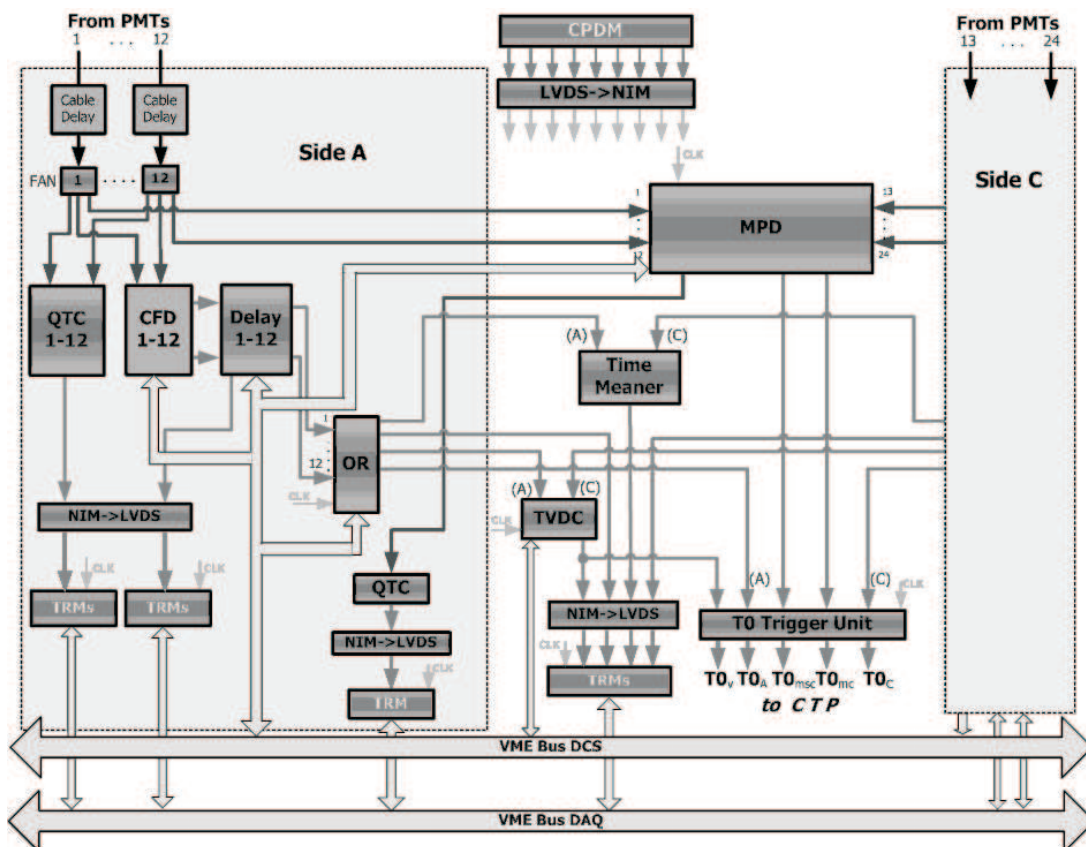 From PMTs
1 . . . 12
CPDM
From PMTs
13 ... 24
LVDS->NIM
Cable Delay
Cable Delay
Side A
CLK
Side C
FAN
1
. . . .
12
MPD
1
12
13
24
QTC
1-12
CFD
1-12
Delay
1-12
(A)
(C)
Time
Meaner
1
12
OR
CLK
(A)
(C)
TVDC
CLK
NIM->LVDS
CLK
CLK
TRMs
TRMs
QTC
NIM->LVDS
CLK
TRM
NIM->LVDS
CLK
TRMs
(A)
(C)
CLK
T0 Trigger Unit
T0v T0A T0msc T0mc T0C
to C T P
VME Bus DCS
VME Bus DAQ